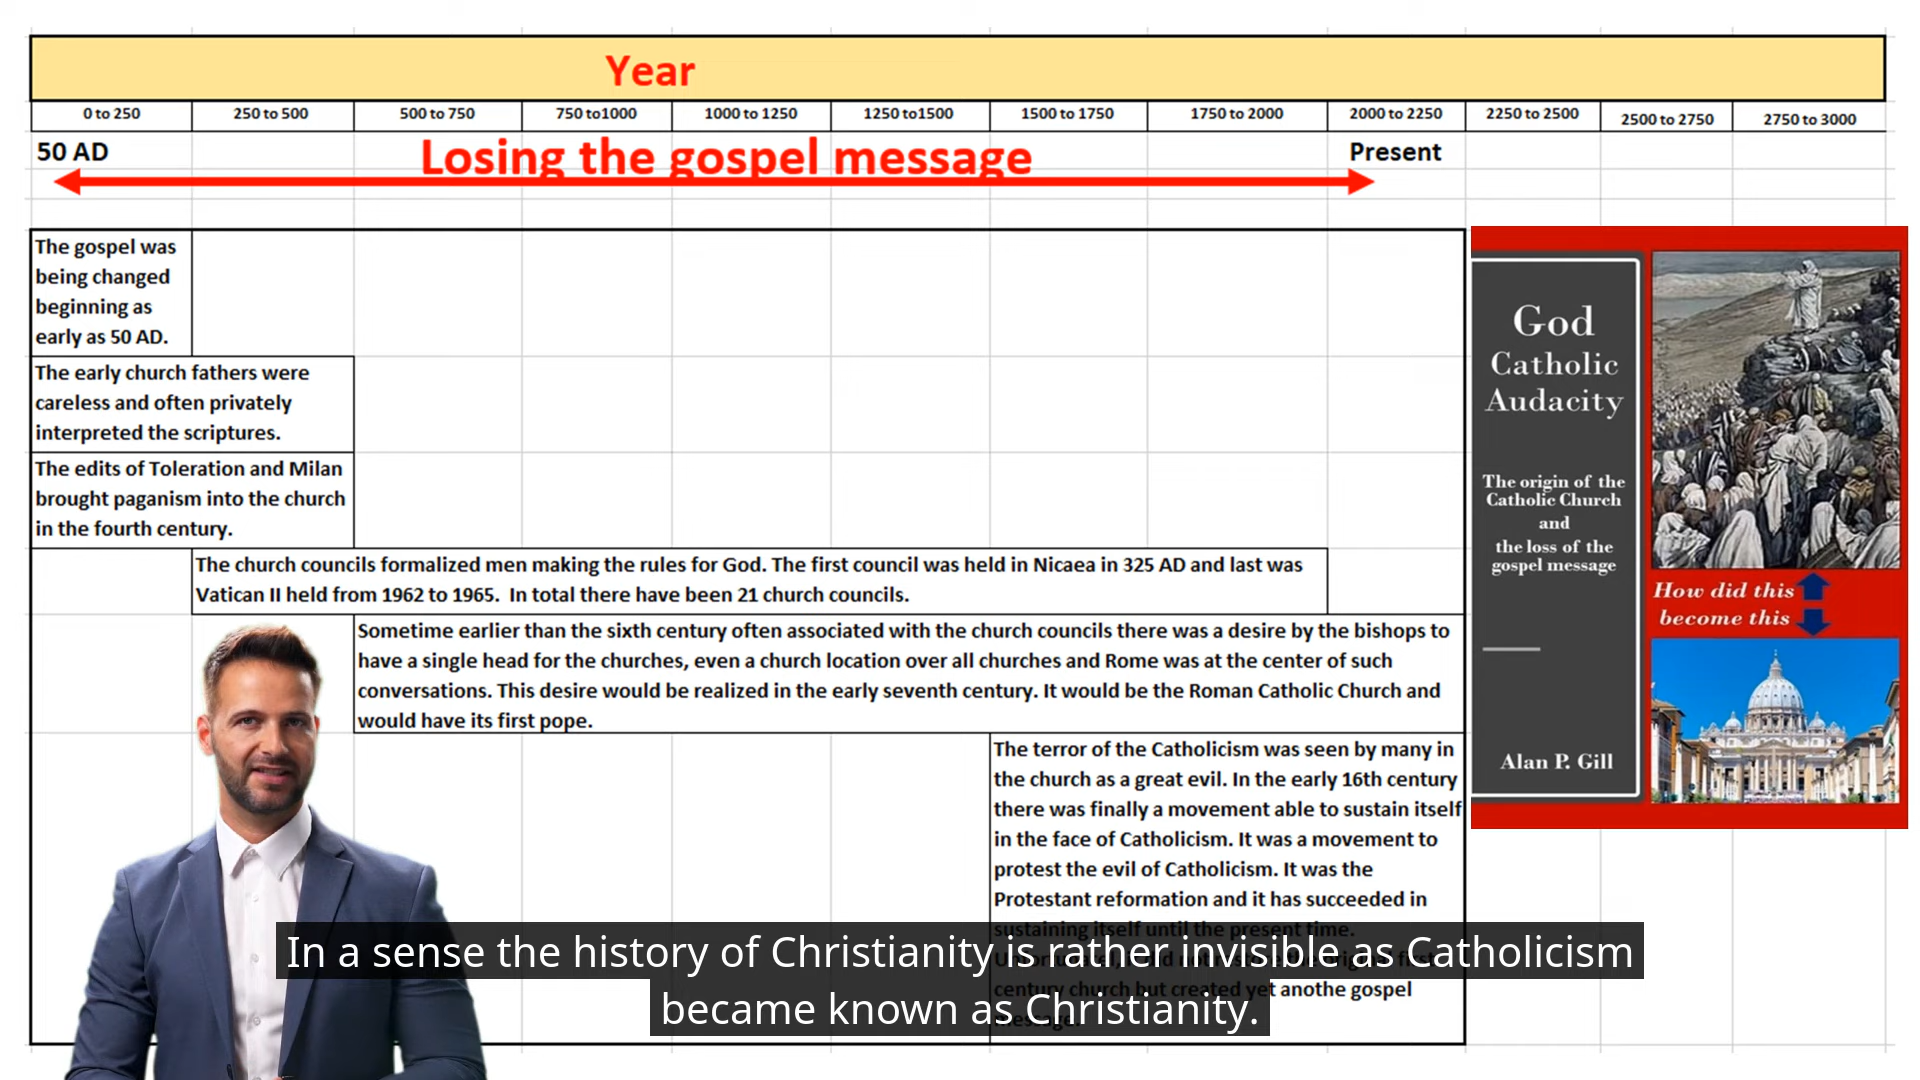 Year
0 to 250
250 to 500
500 to 750
750 to1000
1000 to 1250
1250 to1500
1500 to 1750
1750 to 2000
2000 to 2250
2250 to 2500
2500 to 2750
2750 to 3000
50 AD
Losing the gospel message
Present
The gospel was
being changed
beginning as
early as 50 AD.
The early church fathers were
careless and often privately
interpreted the scriptures.
The edits of Toleration and Milan
brought paganism into the church
in the fourth century.
The church councils formalized men making the rules for God. The first council was held in Nicaea in 325 AD and last was
Vatican II held from 1962 to 1965. In total there have been 21 church councils.
Sometime earlier than the sixth century often associated with the church councils there was a desire by the bishops to
have a single head for the churches, even a church location over all churches and Rome was at the center of such
conversations. This desire would be realized in the early seventh century. It would be the Roman Catholic Church and
would have its first pope.
The terror of the Catholicism was seen by many in
the church as a great evil. In the early 16th century
there was finally a movement able to sustain itself
in the face of Catholicism. It was a movement to
protest the evil of Catholicism. It was the
Protestant reformation and it has succeeded in
sustaining itself until the present time.
century church but created yet anothe gospel
message.
God
Catholic
Audacity
The origin of the
Catholic Church
and
the loss of the
gospel message
Alan P. Gill
How did this
become this
In a sense the history of Christianity is rather invisible as Catholicism
became known as Christianity.